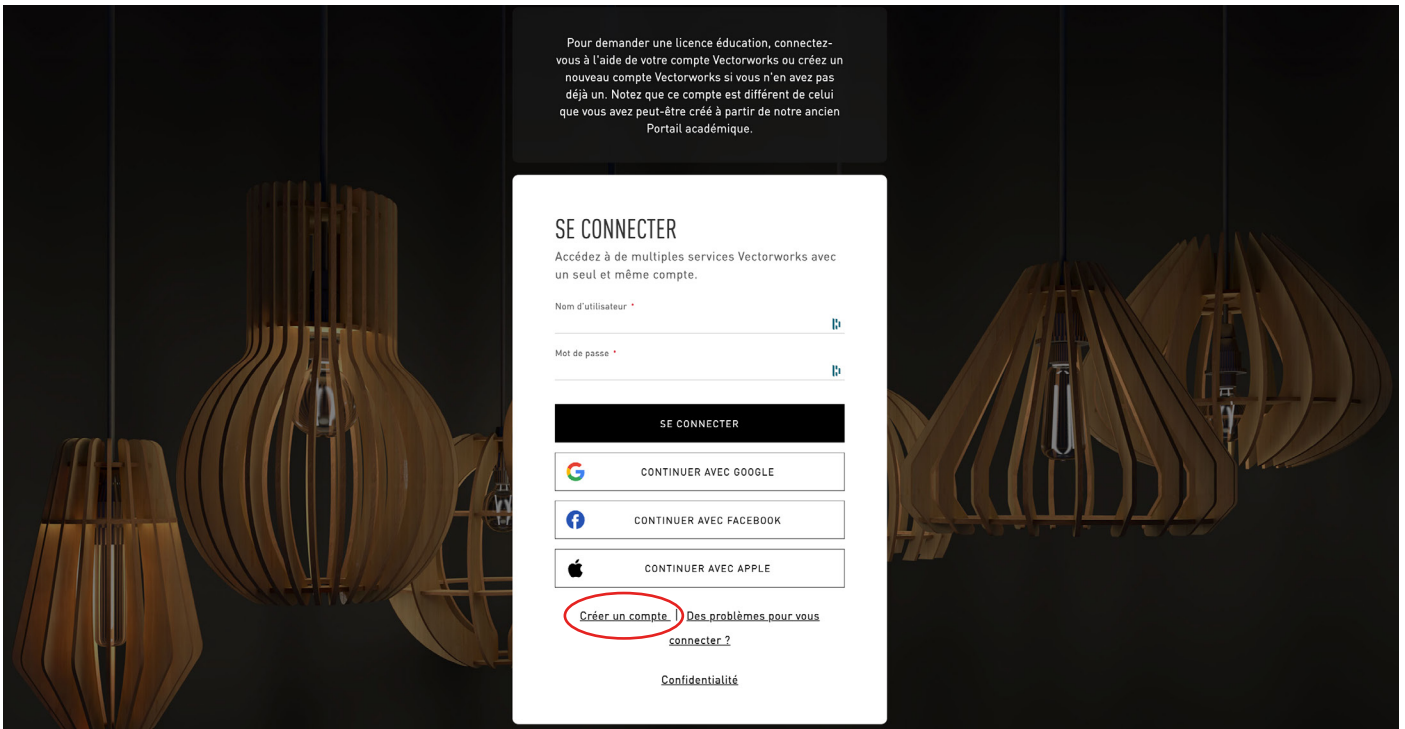 Pour demander une licence éducation, connectez-
vous à l'aide de votre compte Vectorworks ou créez un
nouveau compte Vectorworks si vous n'en avez pas
déjà un. Notez que ce compte est différent de celui
que vous avez peut-être créé à partir de notre ancien
Portail académique.
SE CONNECTER
Accédez à de multiples services Vectorworks avec
un seul et même compte.
Nom d'utilisateur *
Mot de passe *
SE CONNECTER
CONTINUER AVEC GOOGLE
CONTINUER AVEC FACEBOOK
CONTINUER AVEC APPLE
Créer un compte | Des problèmes pour vous
connecter ?
Confidentialité